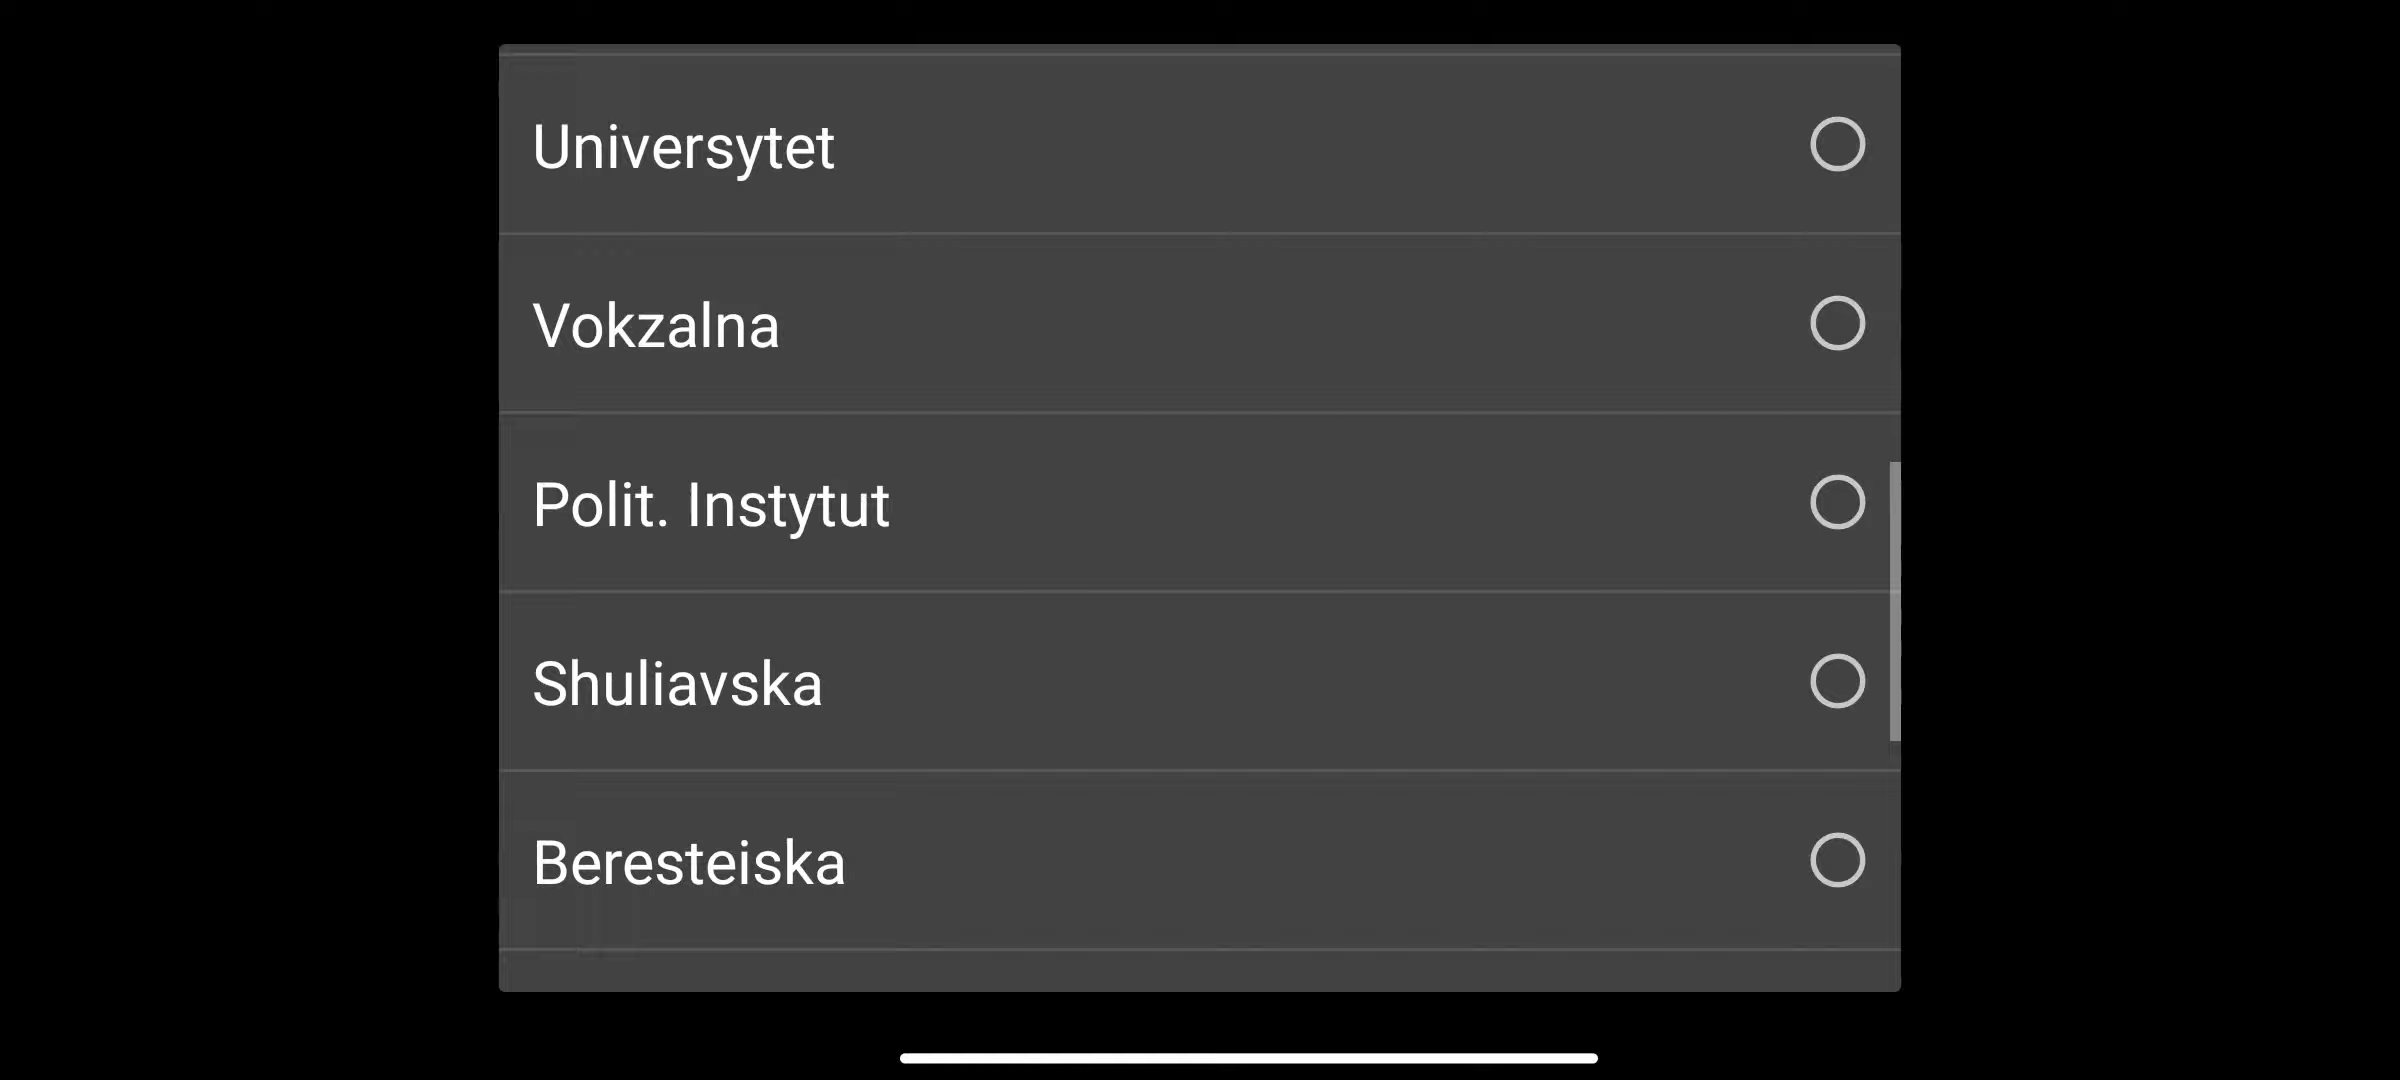 Universytet
Vokzalna
Polit. Instytut
Shuliavska
Beresteiska